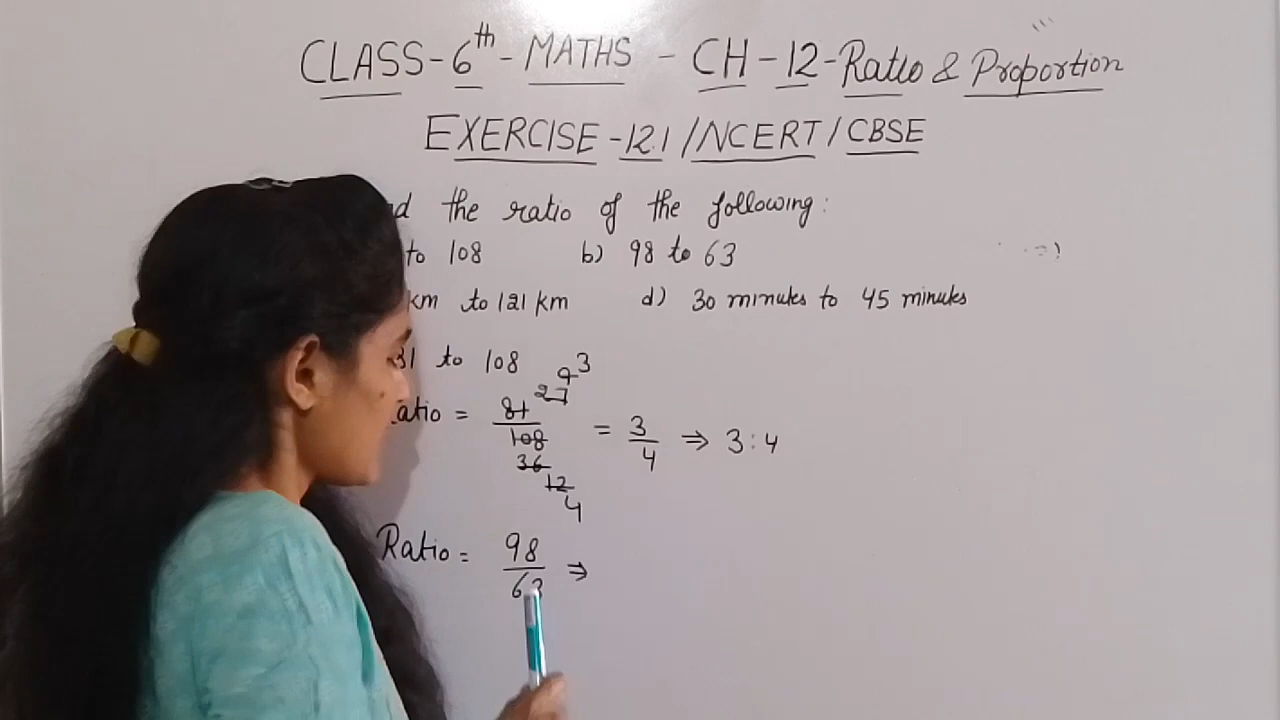 CLASS-6th-MATHS - CH-12-Ratio & Proportion
EXERCISE-12.1/NCERT/CBSE
the ratio of the following:
to 108 b) 98 to 63
km to 121 km d) 30 minutes to 45 minutes
to 108
= 81/108 27 9 3 36 12 4 = 3/4 ⇒ 3:4
Ratio = 98/63 ⇒